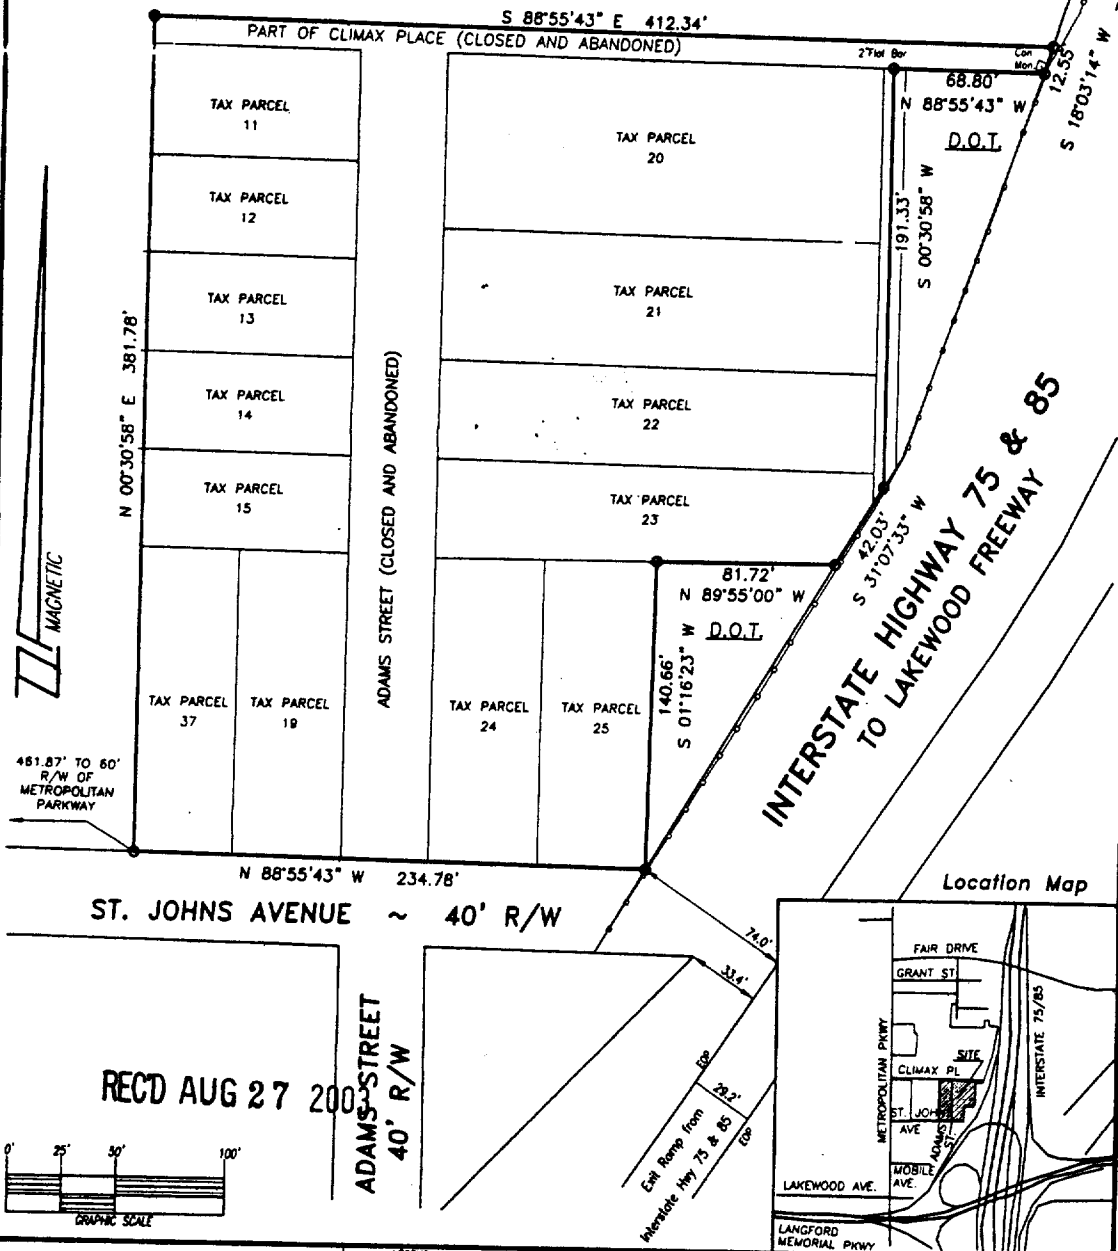 S 88°55'43" E 412.34'
PART OF CLIMAX PLACE (CLOSED AND ABANDONED)
2"Flat Bar
Con
Mon.
12.55'
S 18°03'14" W
68.80'
N 88°55'43" W
D.O.T.
TAX PARCEL
11
TAX PARCEL
20
TAX PARCEL
12
191.33'
S 00°30'58" W
TAX PARCEL
13
TAX PARCEL
21
N 00°30'58" E 381.78'
TAX PARCEL
14
TAX PARCEL
22
ADAMS STREET (CLOSED AND ABANDONED)
TAX PARCEL
15
TAX PARCEL
23
42.03'
S 31°07'33" W
INTERSTATE HIGHWAY 75 & 85
TO LAKEWOOD FREEWAY
MAGNETIC
81.72'
N 89°55'00" W
D.O.T.
140.66'
S 01°16'23" W
TAX PARCEL
37
TAX PARCEL
19
TAX PARCEL
24
TAX PARCEL
25
461.87' TO 60'
R/W OF
METROPOLITAN
PARKWAY
N 88°55'43" W 234.78'
ST. JOHNS AVENUE ~ 40' R/W
74.0'
33.4'
ADAMS STREET
40' R/W
REC'D AUG 27 2003
EOP
29.2'
EOP
Exit Ramp from
Interstate Hwy 75 & 85
0' 25' 50' 100'
GRAPHIC SCALE
Location Map
FAIR DRIVE
GRANT ST
METROPOLITAN PKWY
INTERSTATE 75/85
SITE
CLIMAX PL
ST. JOHN
AVE
ADAMS
ST.
MOBILE
AVE.
LAKEWOOD AVE.
LANGFORD
MEMORIAL PKWY